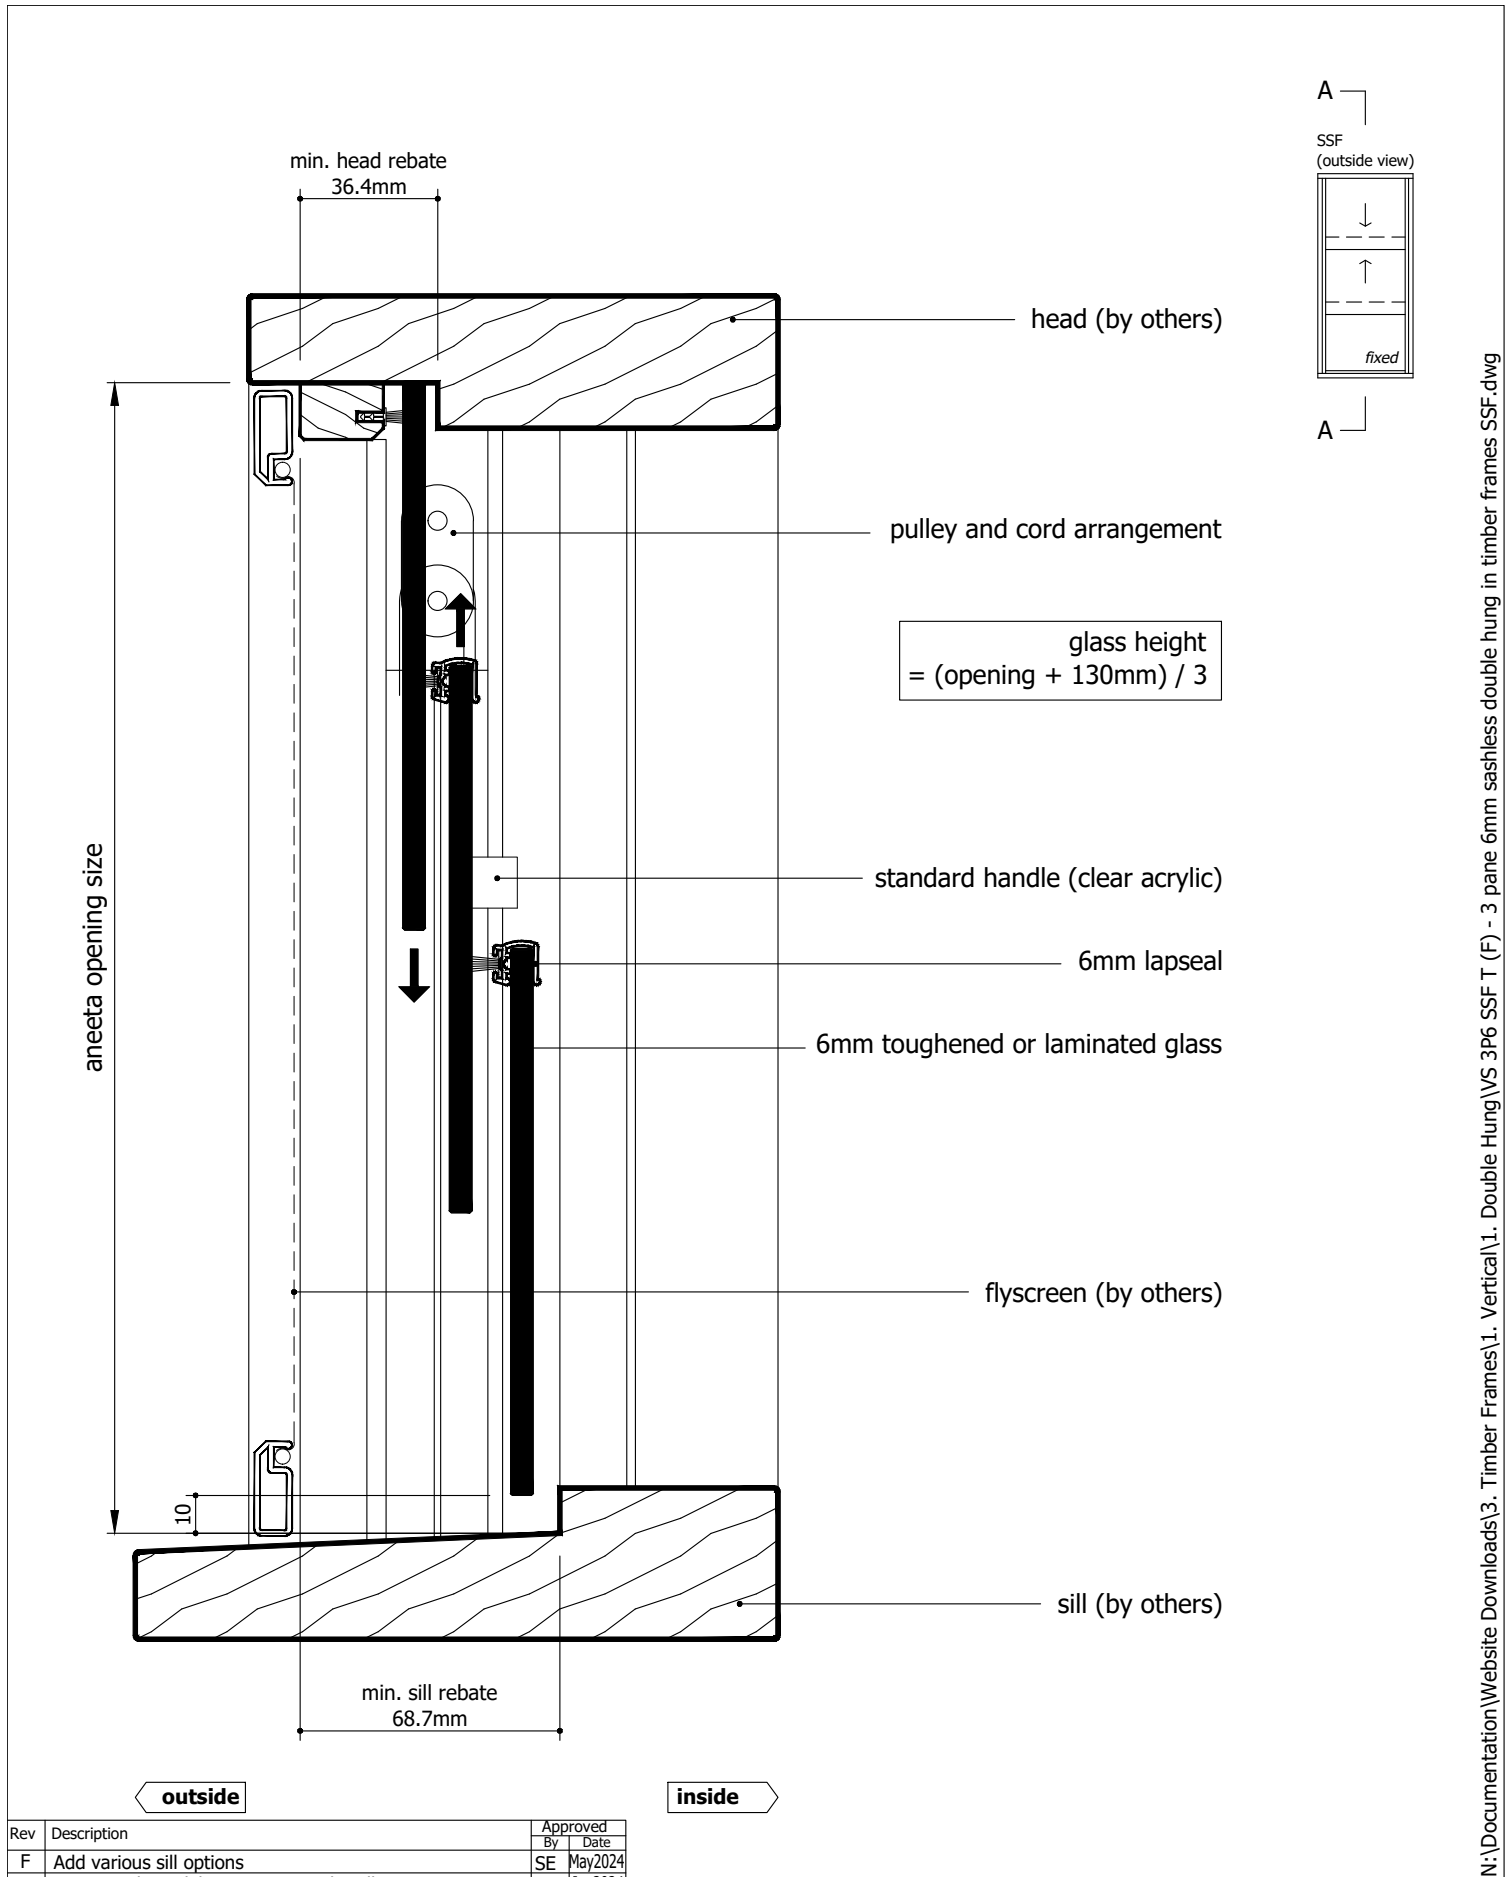 A
SSF
(outside view)
fixed
A
min. head rebate
36.4mm
head (by others)
pulley and cord arrangement
glass height
= (opening + 130mm) / 3
standard handle (clear acrylic)
6mm lapseal
6mm toughened or laminated glass
aneeta opening size
flyscreen (by others)
10
sill (by others)
min. sill rebate
68.7mm
outside
inside
Rev Description Approved
By Date
F Add various sill options SE May2024
N:\Documentation\Website Downloads\3. Timber Frames\1. Vertical\1. Double Hung\VS 3P6 SSF T (F) - 3 pane 6mm sashless double hung in timber frames SSF.dwg